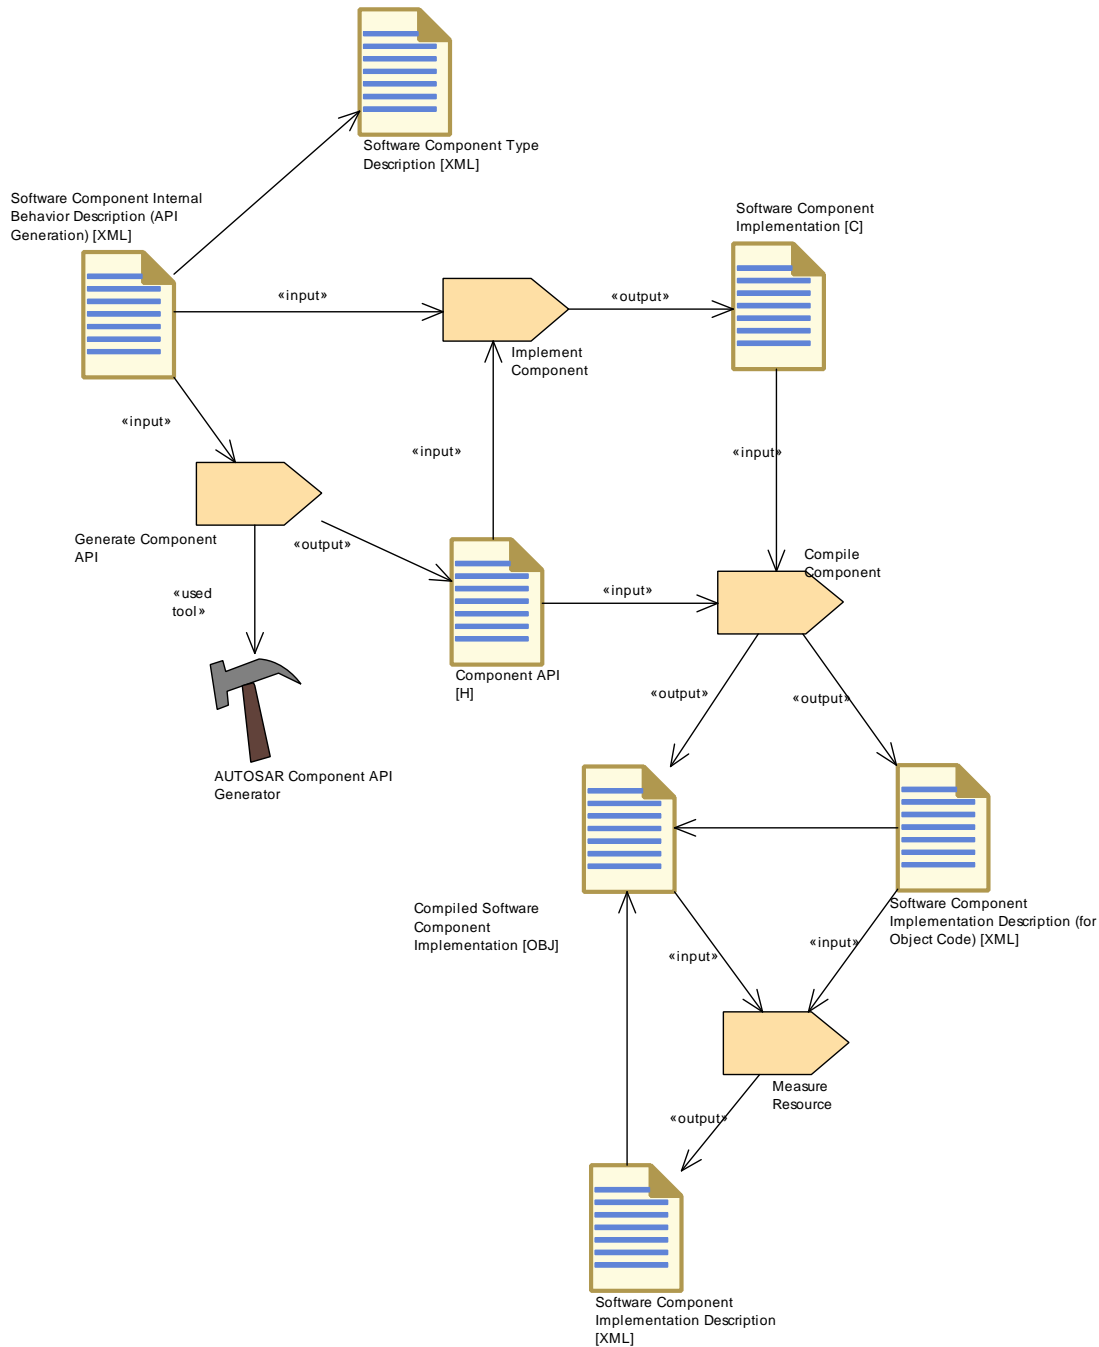 Software Component Type
Description [XML]
Software Component Internal
Behavior Description (API
Generation) [XML]
Software Component
Implementation [C]
«input»
«output»
Implement
Component
«input»
«input»
«input»
Generate Component
API
«output»
Compile
Component
«used
tool»
«input»
Component API
[H]
«output»
«output»
AUTOSAR Component API
Generator
Compiled Software
Component
Implementation [OBJ]
Software Component
Implementation Description (for
Object Code) [XML]
«input»
«input»
Measure
Resource
«output»
Software Component
Implementation Description
[XML]